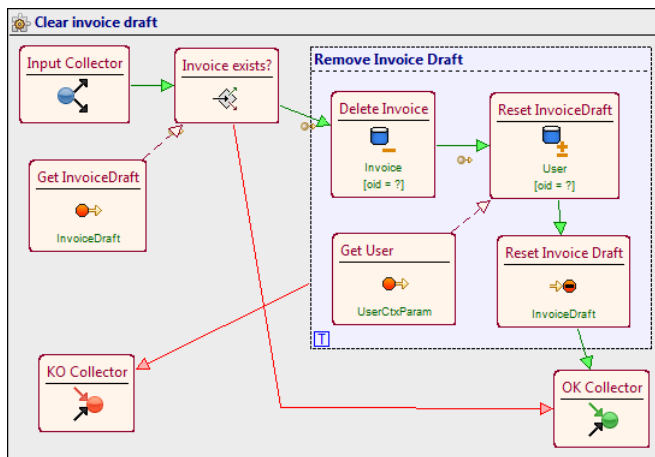 Clear invoice draft
Input Collector
Invoice exists?
Remove Invoice Draft
Delete Invoice
Invoice
[oid = ?]
Reset InvoiceDraft
User
[oid = ?]
Get InvoiceDraft
InvoiceDraft
Get User
UserCtxParam
Reset Invoice Draft
InvoiceDraft
T
KO Collector
OK Collector